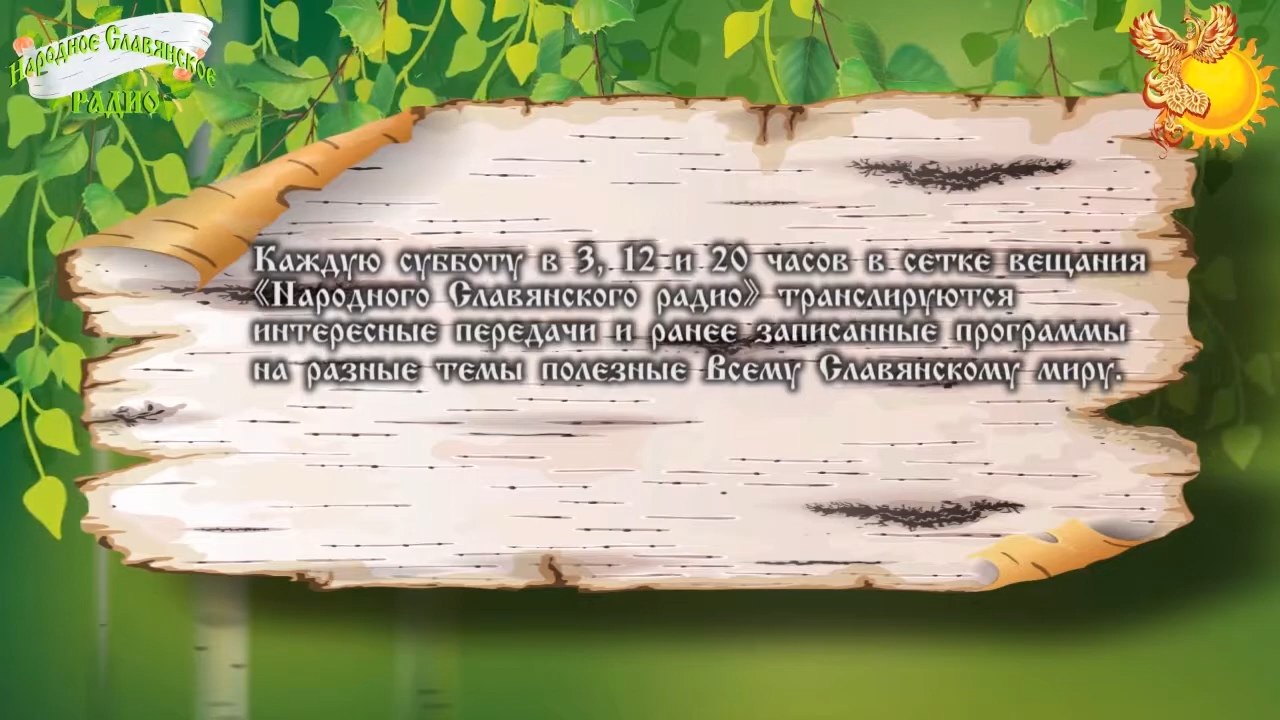 Народное Славянское
РАДИО
Каждую субботу в 3, 12 и 20 часов в сетке вещания
«Народного Славянского радио» транслируются
интересные передачи и ранее записанные программы
на разные темы полезные Всему Славянскому миру.